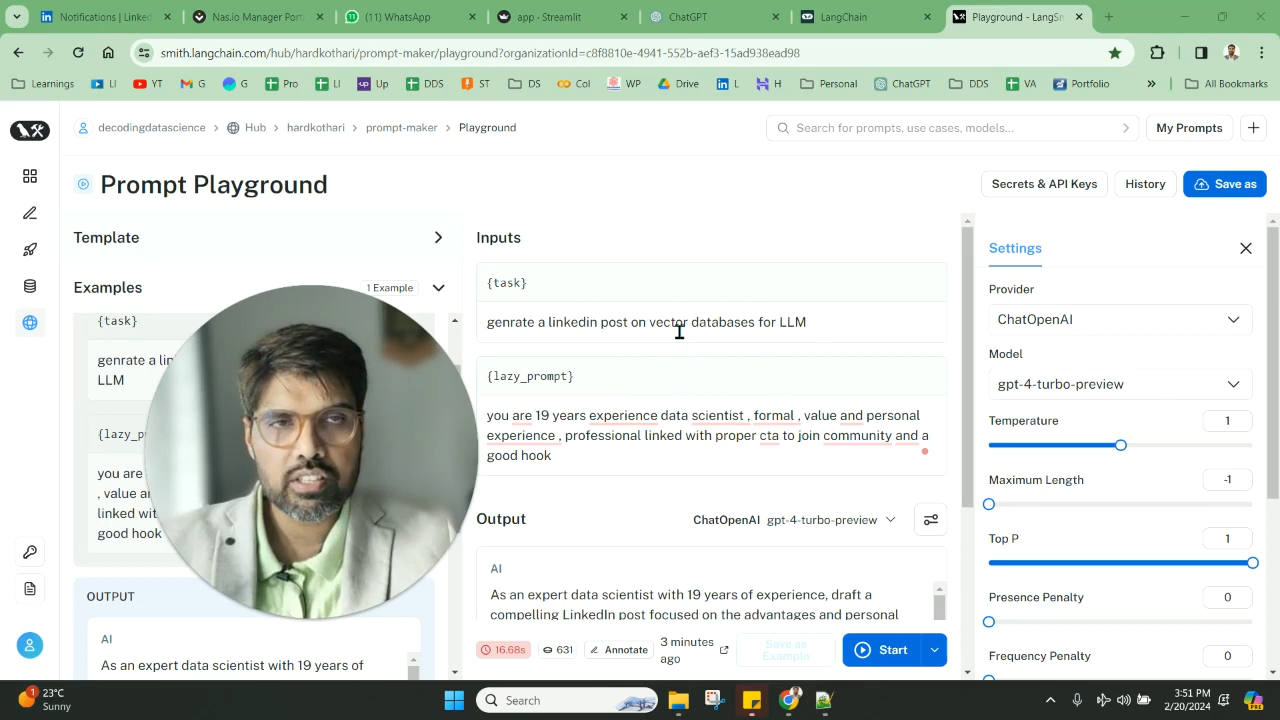 Notifications | Linked
Nas.io Manager Port
(11) WhatsApp
app · Streamlit
ChatGPT
LangChain
Playground - LangSm
smith.langchain.com/hub/hardkothari/prompt-maker/playground?organizationId=c8f8810e-4941-552b-aef3-15ad938ead98
Learnings
LI
YT
G
G
Pro
LI
Up
DDS
ST
DS
Col
WP
Drive
L
H
Personal
ChatGPT
DDS
VA
Portfolio
All Bookmarks
decodingdatascience
Hub
hardkothari
prompt-maker
Playground
Search for prompts, use cases, models...
My Prompts
Prompt Playground
Secrets & API Keys
History
Save as
Template
Examples
1 Example
{task}
genrate a lin
LLM
{lazy_p
you are
, value a
linked wit
good hook
OUTPUT
AI
As an expert data scientist with 19 years of
Inputs
{task}
genrate a linkedin post on vector databases for LLM
{lazy_prompt}
you are 19 years experience data scientist , formal , value and personal
experience , professional linked with proper cta to join community and a
good hook
Output
ChatOpenAI gpt-4-turbo-preview
AI
As an expert data scientist with 19 years of experience, draft a
compelling LinkedIn post focused on the advantages and personal
16.68s
631
Annotate
3 minutes
ago
Save as
Example
Start
Settings
Provider
ChatOpenAI
Model
gpt-4-turbo-preview
Temperature
1
Maximum Length
-1
Top P
1
Presence Penalty
0
Frequency Penalty
0
1
23°C
Sunny
Search
3:51 PM
2/20/2024